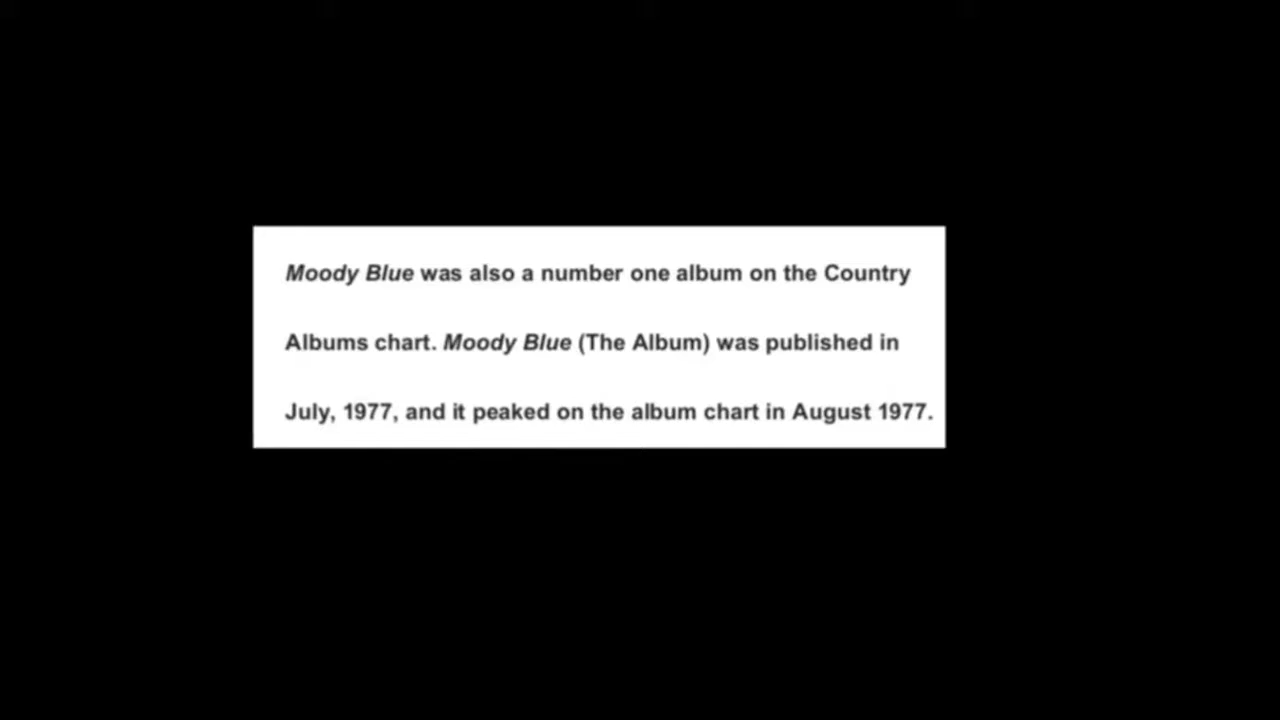 Moody Blue was also a number one album on the Country
Albums chart. Moody Blue (The Album) was published in
July, 1977, and it peaked on the album chart in August 1977.